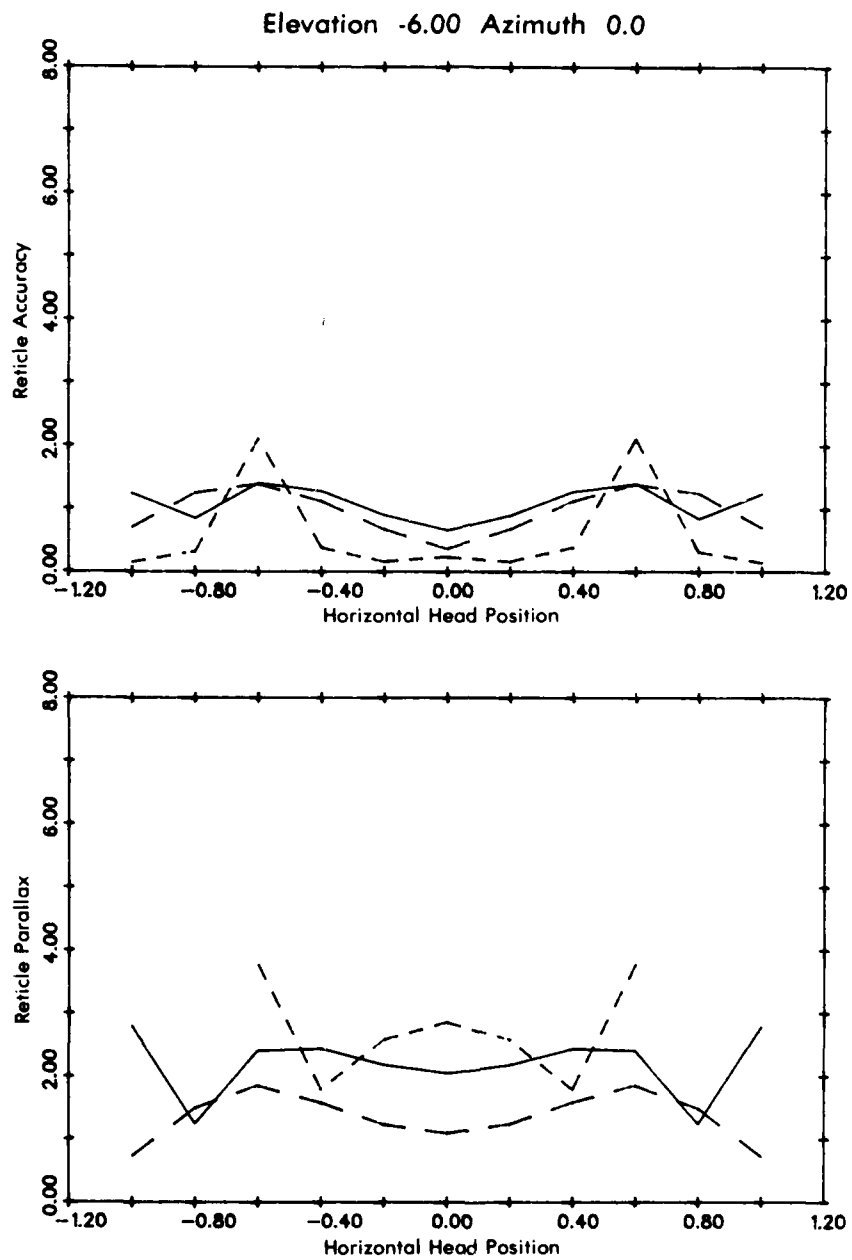 Elevation -6.00 Azimuth 0.0
8.00
6.00
4.00
2.00
0.00
Reticle Accuracy
-1.20 -0.80 -0.40 0.00 0.40 0.80 1.20
Horizontal Head Position
8.00
6.00
4.00
2.00
0.00
Reticle Parallax
-1.20 -0.80 -0.40 0.00 0.40 0.80 1.20
Horizontal Head Position